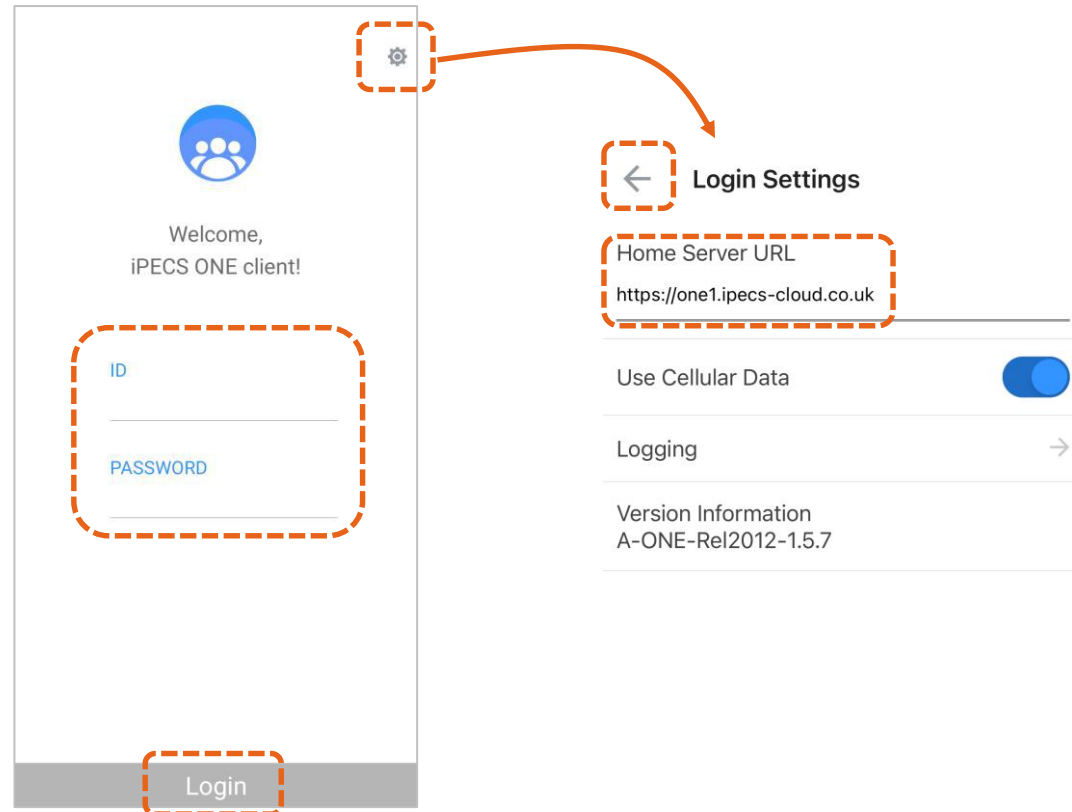 Welcome,
iPECS ONE client!
ID
PASSWORD
Login
Login Settings
Home Server URL
https://one1.ipecs-cloud.co.uk
Use Cellular Data
Logging
Version Information
A-ONE-Rel2012-1.5.7